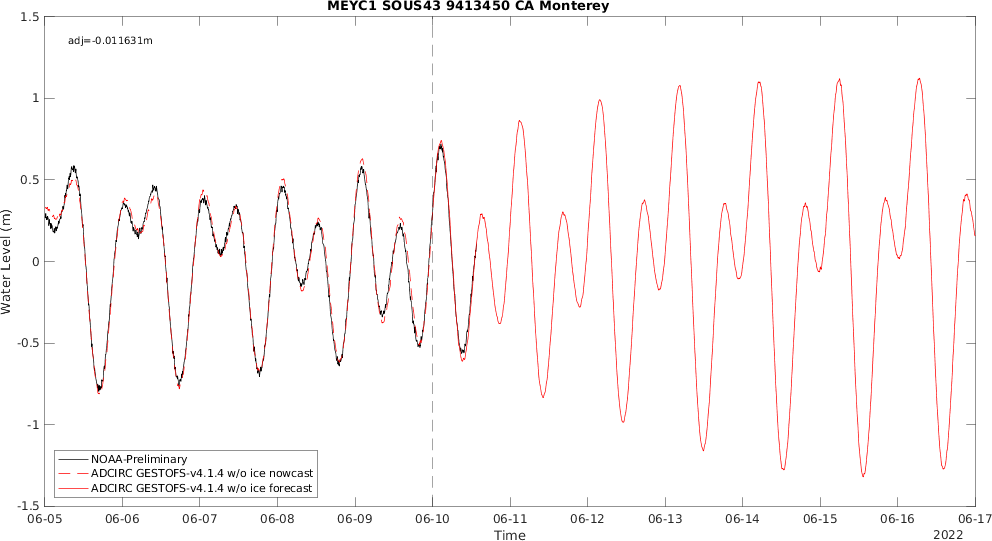 MEYC1 SOUS43 9413450 CA Monterey
adj=-0.011631m
1.5
1
0.5
0
-0.5
-1
-1.5
Water Level (m)
NOAA-Preliminary
ADCIRC GESTOFS-v4.1.4 w/o ice nowcast
ADCIRC GESTOFS-v4.1.4 w/o ice forecast
06-05 06-06 06-07 06-08 06-09 06-10 06-11 06-12 06-13 06-14 06-15 06-16 06-17
Time
2022